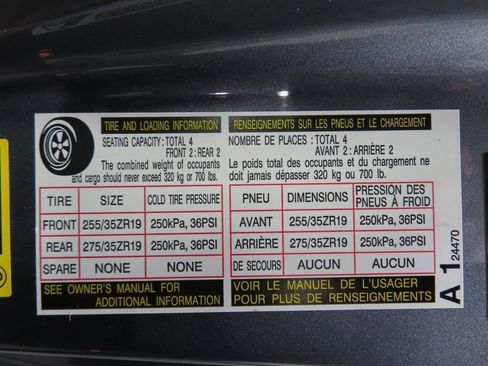 TIRE AND LOADING INFORMATION
SEATING CAPACITY : TOTAL 4
FRONT 2 : REAR 2
The combined weight of occupants
and cargo should never exceed 320 kg or 700 lbs.
TIRE SIZE COLD TIRE PRESSURE
FRONT 255/35ZR19 250kPa, 36PSI
REAR 275/35ZR19 250kPa, 36PSI
SPARE NONE NONE
SEE OWNER'S MANUAL FOR
ADDITIONAL INFORMATION
RENSEIGNEMENTS SUR LES PNEUS ET LE CHARGEMENT
NOMBRE DE PLACES : TOTAL 4
AVANT 2 : ARRIÈRE 2
Le poids total des occupants et du chargement ne
doit jamais dépasser 320 kg ou 700 lb.
PNEU DIMENSIONS PRESSION DES
PNEUS À FROID
AVANT 255/35ZR19 250kPa, 36PSI
ARRIÈRE 275/35ZR19 250kPa, 36PSI
DE SECOURS AUCUN AUCUN
VOIR LE MANUEL DE L'USAGER
POUR PLUS DE RENSEIGNEMENTS
A 1 24470